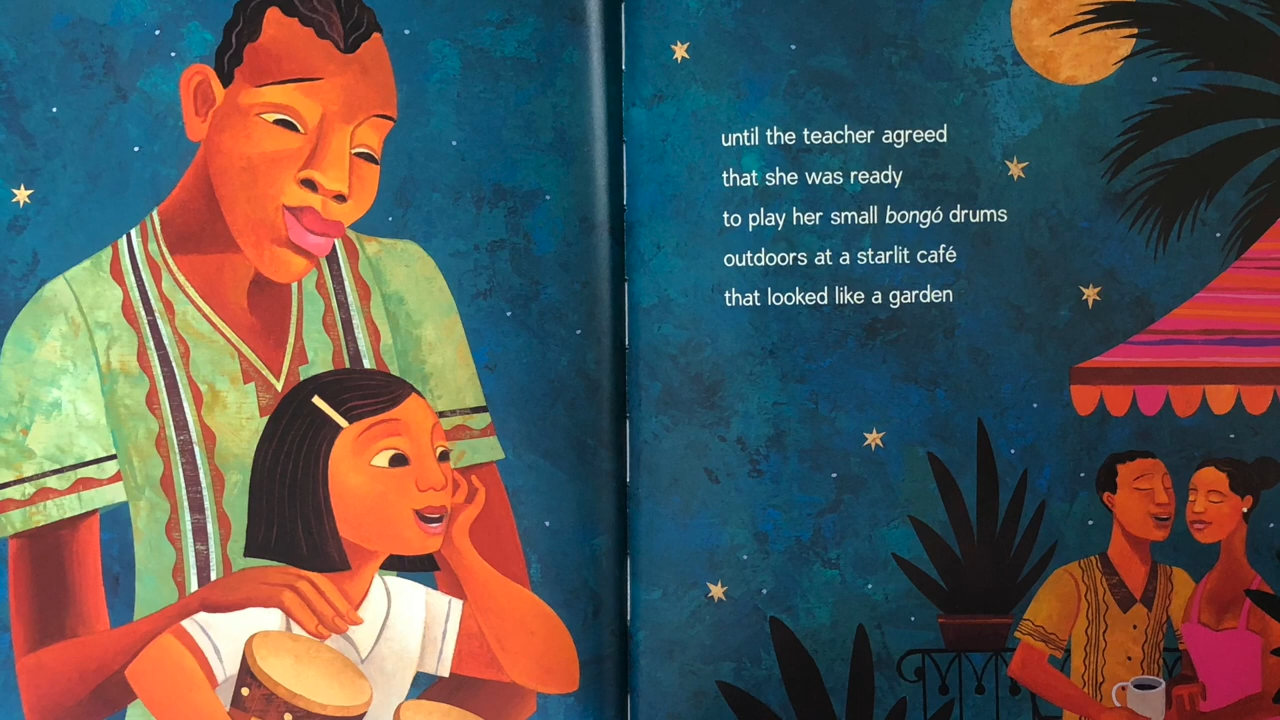 until the teacher agreed
that she was ready
to play her small bongó drums
outdoors at a starlit café
that looked like a garden